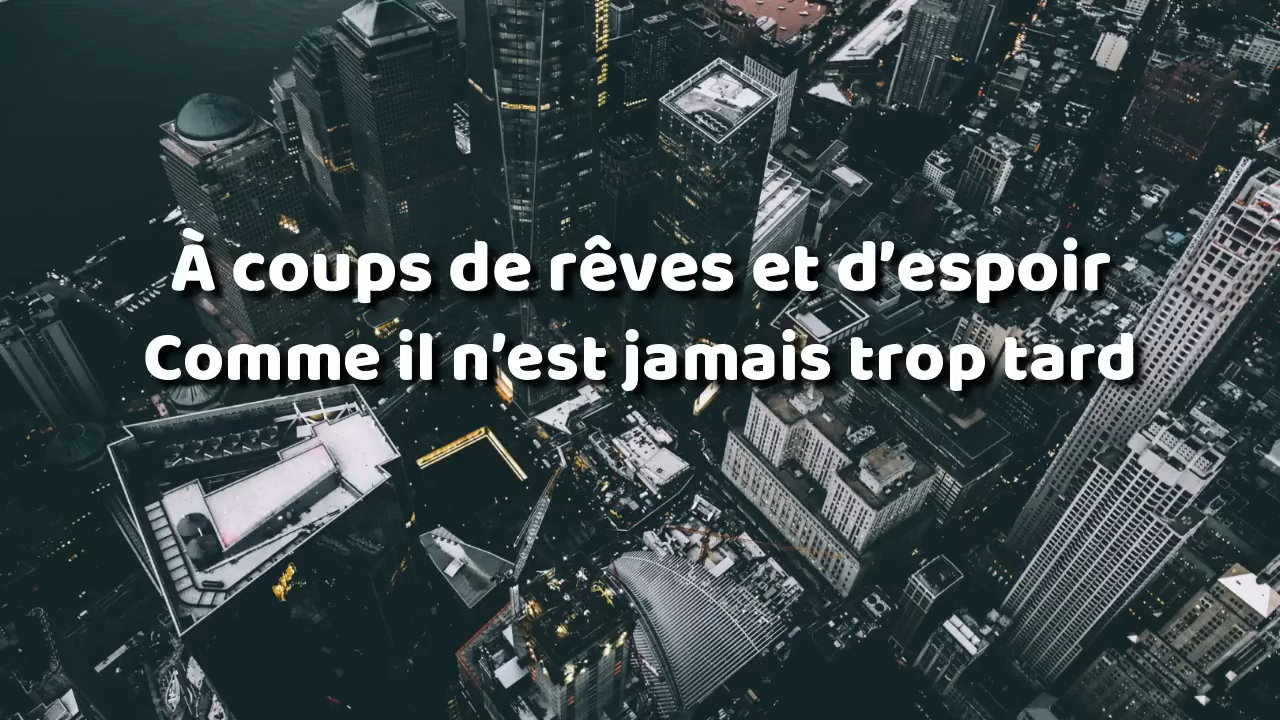 À coups de rêves et d’espoir
Comme il n’est jamais trop tard